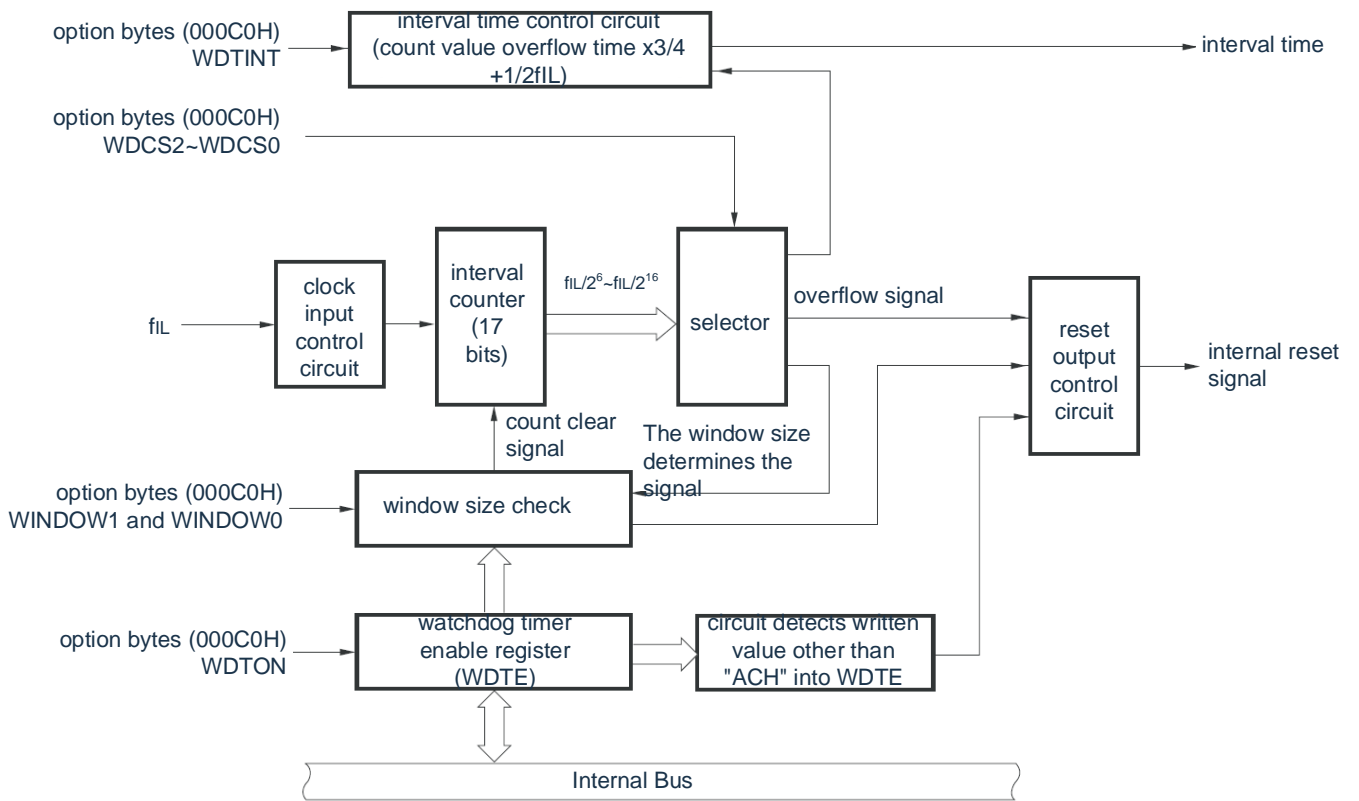 option bytes (000C0H)
WDTINT
interval time control circuit
(count value overflow time x3/4
+1/2fIL)
interval time
option bytes (000C0H)
WDCS2~WDCS0
fIL
clock
input
control
circuit
interval
counter
(17
bits)
fIL/2⁶~fIL/2¹⁶
selector
overflow signal
reset
output
control
circuit
internal reset
signal
count clear
signal
The window size
determines the
signal
option bytes (000C0H)
WINDOW1 and WINDOW0
window size check
option bytes (000C0H)
WDTON
watchdog timer
enable register
(WDTE)
circuit detects written
value other than
"ACH" into WDTE
Internal Bus